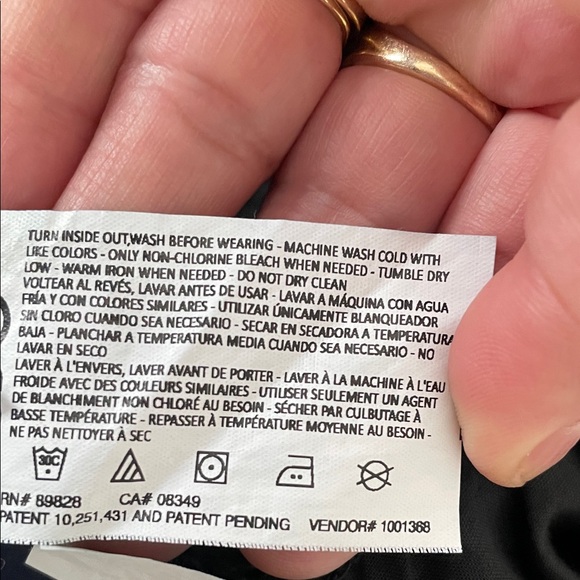 TURN INSIDE OUT,WASH BEFORE WEARING - MACHINE WASH COLD WITH
LIKE COLORS - ONLY NON-CHLORINE BLEACH WHEN NEEDED - TUMBLE DRY
LOW - WARM IRON WHEN NEEDED - DO NOT DRY CLEAN
VOLTEAR AL REVÉS, LAVAR ANTES DE USAR - LAVAR A MÁQUINA CON AGUA
FRÍA Y CON COLORES SIMILARES - UTILIZAR ÚNICAMENTE BLANQUEADOR
SIN CLORO CUANDO SEA NECESARIO - SECAR EN SECADORA A TEMPERATURA
BAJA - PLANCHAR A TEMPERATURA MEDIA CUANDO SEA NECESARIO - NO
LAVAR EN SECO
LAVER À L'ENVERS, LAVER AVANT DE PORTER - LAVER À LA MACHINE À L'EAU
FROIDE AVEC DES COULEURS SIMILAIRES - UTILISER SEULEMENT UN AGENT
DE BLANCHIMENT NON CHLORÉ AU BESOIN - SÉCHER PAR CULBUTAGE À
BASSE TEMPÉRATURE - REPASSER À TEMPÉRATURE MOYENNE AU BESOIN -
NE PAS NETTOYER À SEC
30C
RN# 89828 CA# 08349
PATENT 10,251,431 AND PATENT PENDING VENDOR# 1001368